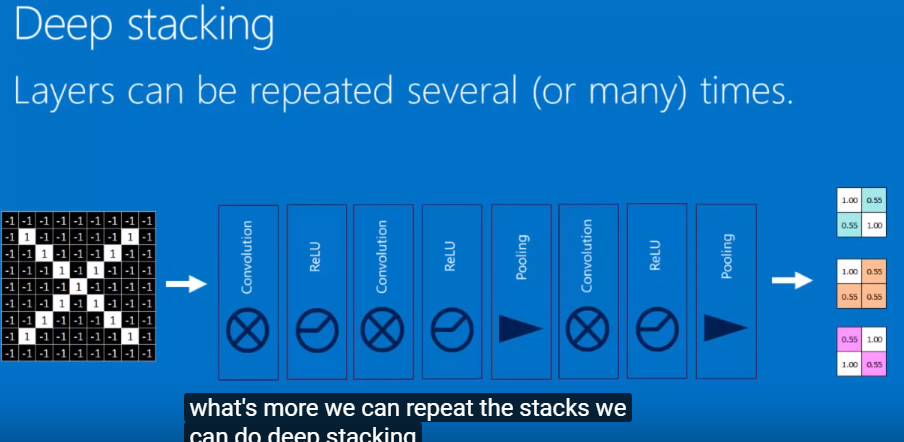 Deep stacking
Layers can be repeated several (or many) times.
-1 -1 -1 -1 -1 -1 -1 -1 -1
-1 1 -1 -1 -1 -1 -1 1 -1
-1 -1 1 -1 -1 -1 1 -1 -1
-1 -1 -1 1 -1 1 -1 -1 -1
-1 -1 -1 -1 1 -1 -1 -1 -1
-1 -1 -1 1 -1 1 -1 -1 -1
-1 -1 1 -1 -1 -1 1 -1 -1
-1 1 -1 -1 -1 -1 -1 1 -1
-1 -1 -1 -1 -1 -1 -1 -1 -1
Convolution
ReLU
Convolution
ReLU
Pooling
Convolution
ReLU
Pooling
1.00 0.55
0.55 1.00
1.00 0.55
0.55 0.55
0.55 1.00
1.00 0.55
what's more we can repeat the stacks we
can do deep stacking